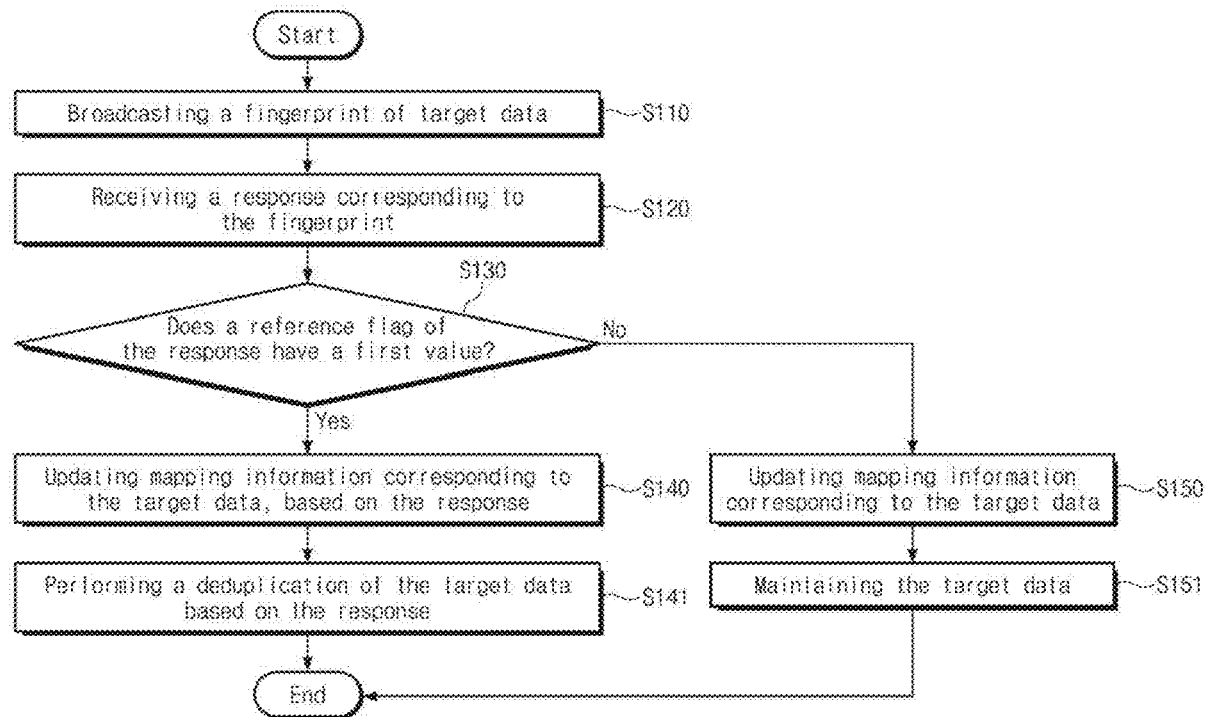 Start
Broadcasting a fingerprint of target data
S110
Receiving a response corresponding to
the fingerprint
S120
S130
Does a reference flag of
the response have a first value?
No
Yes
Updating mapping information corresponding to
the target data, based on the response
S140
Updating mapping information
corresponding to the target data
S150
Performing a deduplication of the target data
based on the response
S141
Maintaining the target data
S151
End